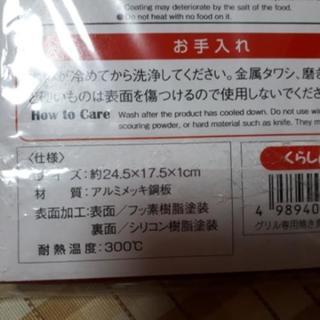 Coating may deteriorate by the salt of the food.
Do not heat with no food on it.
お手入れ
が冷めてから洗浄してください。金属タワシ、磨き
硬いものは表面を傷つけるので使用しないでくださ
How to Care Wash after the product has cooled down. Do not use wire
scouring powder, or hard material such as knife. They m
〈仕様〉
サイズ:約24.5×17.5×1cm
材　質:アルミメッキ鋼板
表面加工:表面/フッ素樹脂塗装
裏面/シリコン樹脂塗装
耐熱温度:300℃
くらし
4 98940
グリル専用焼き